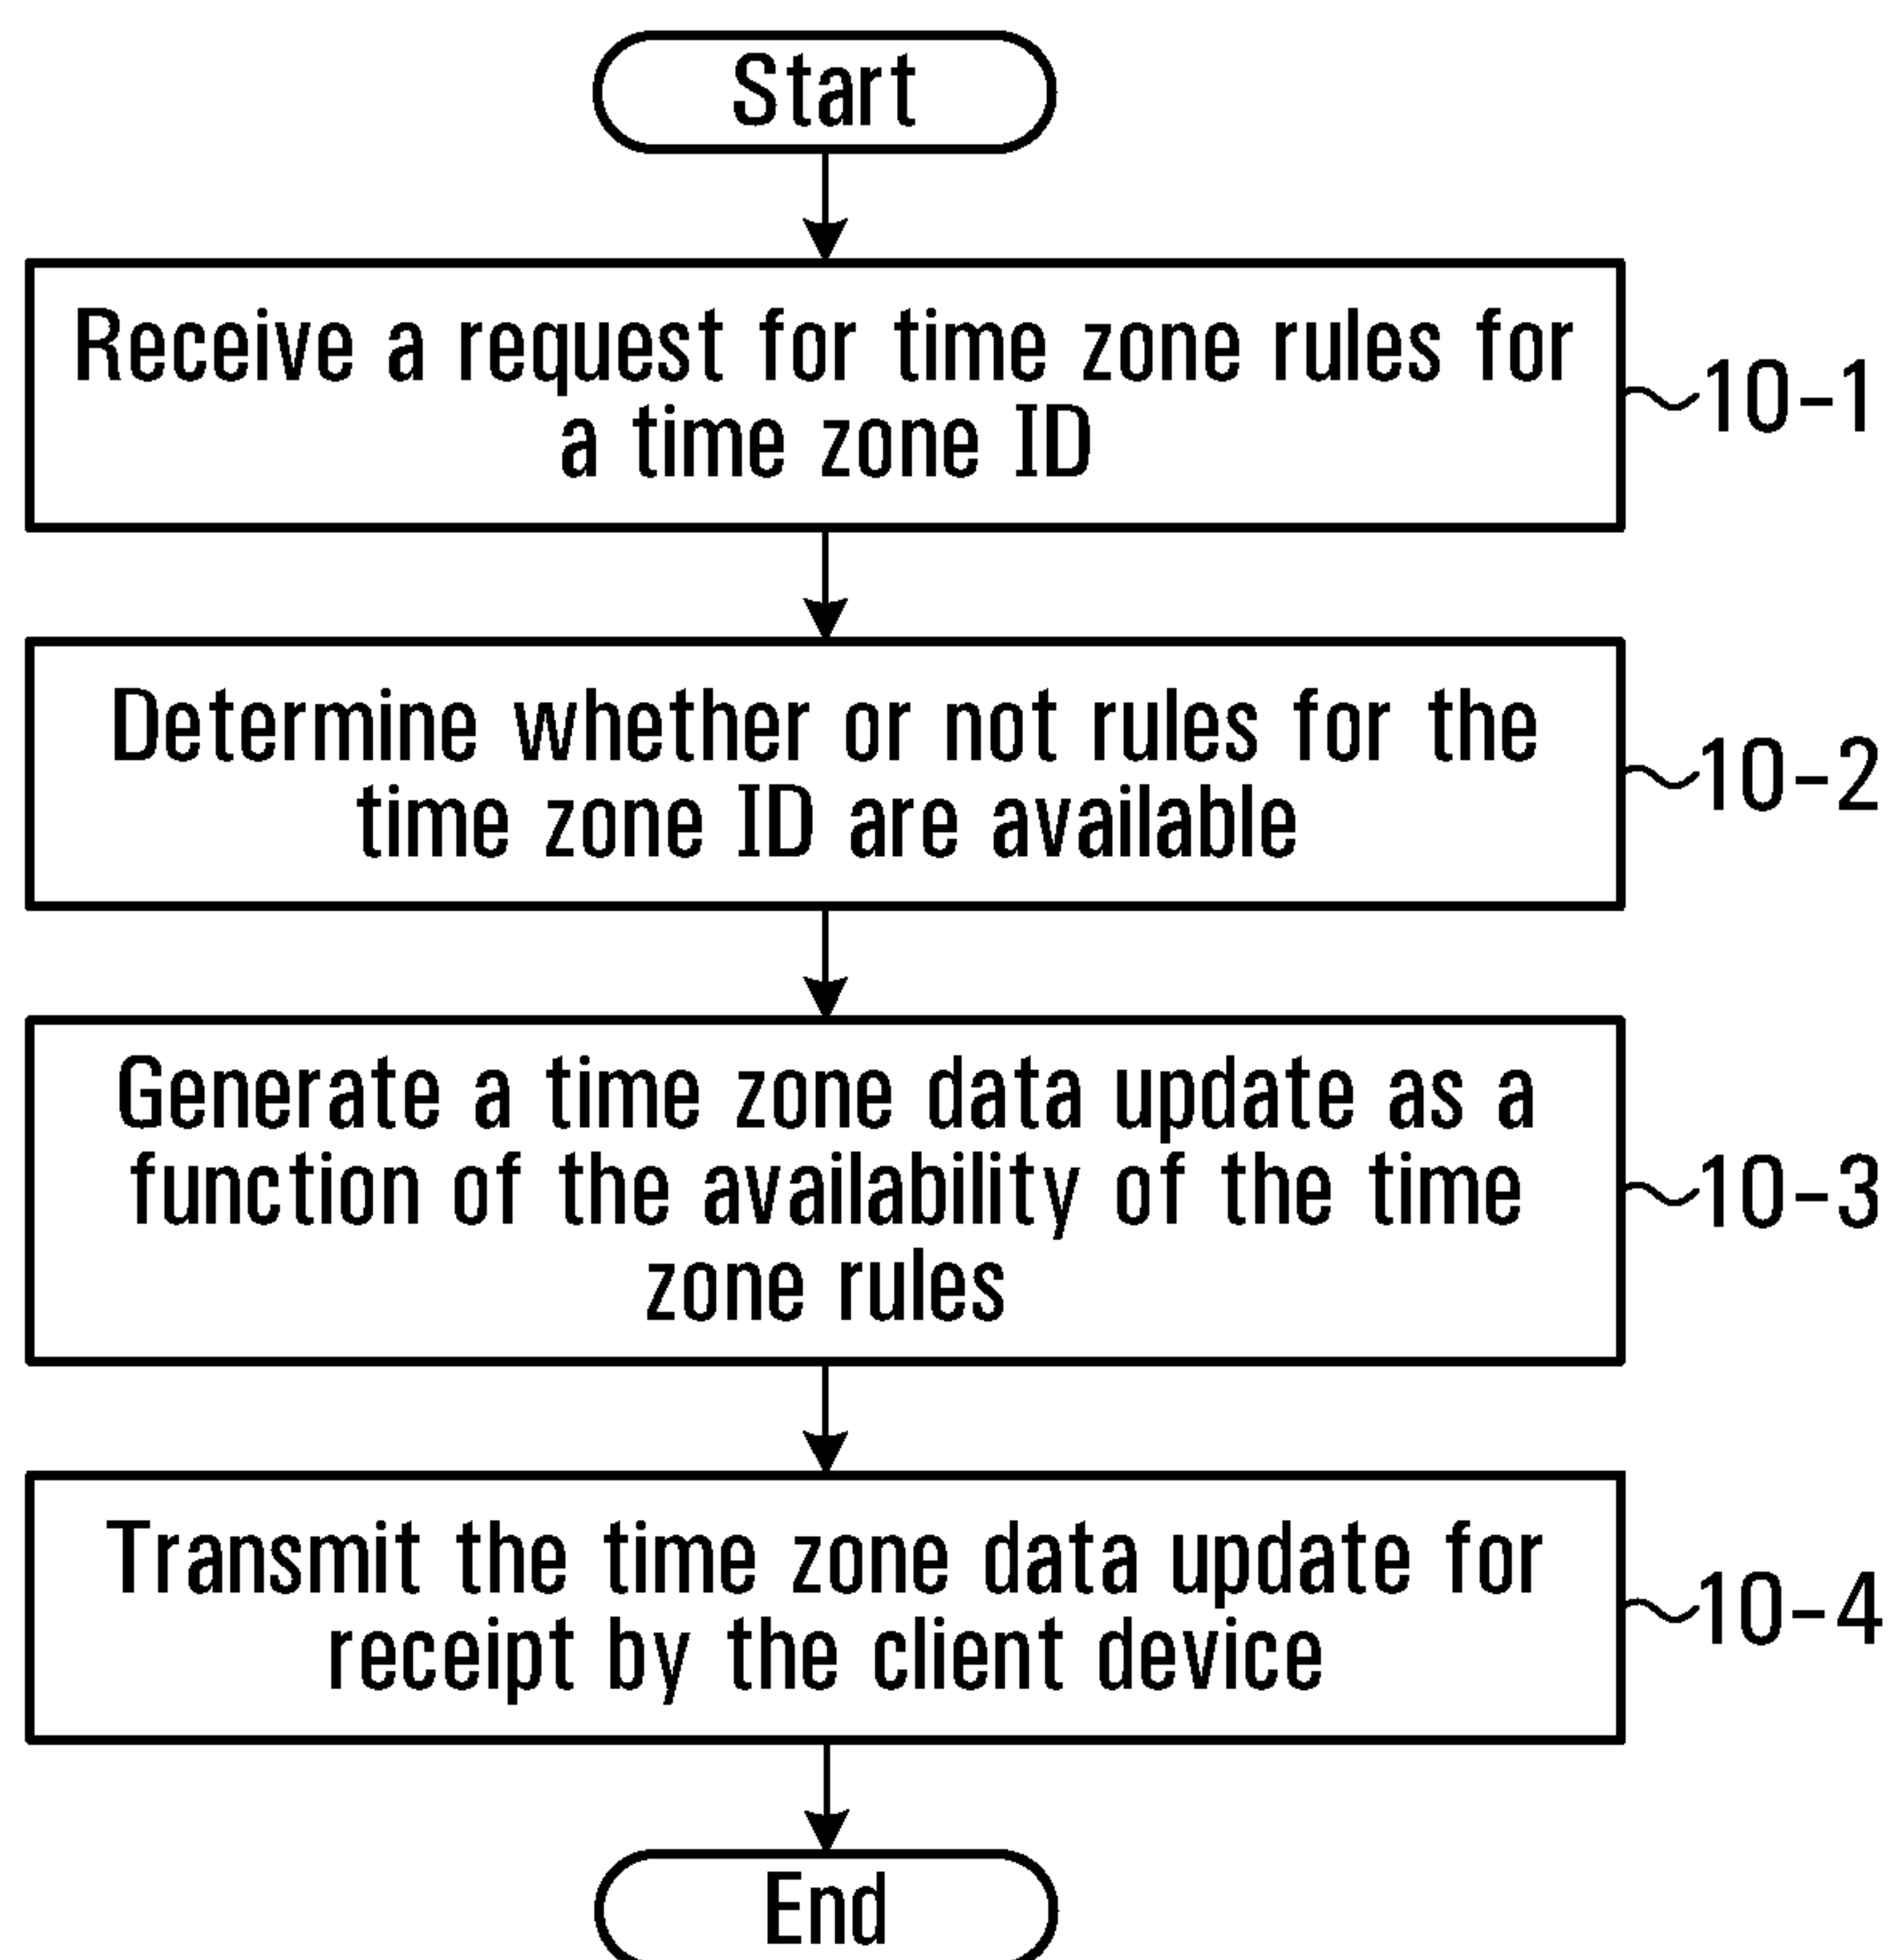 Start
Receive a request for time zone rules for
a time zone ID
10-1
Determine whether or not rules for the
time zone ID are available
10-2
Generate a time zone data update as a
function of the availability of the time
zone rules
10-3
Transmit the time zone data update for
receipt by the client device
10-4
End